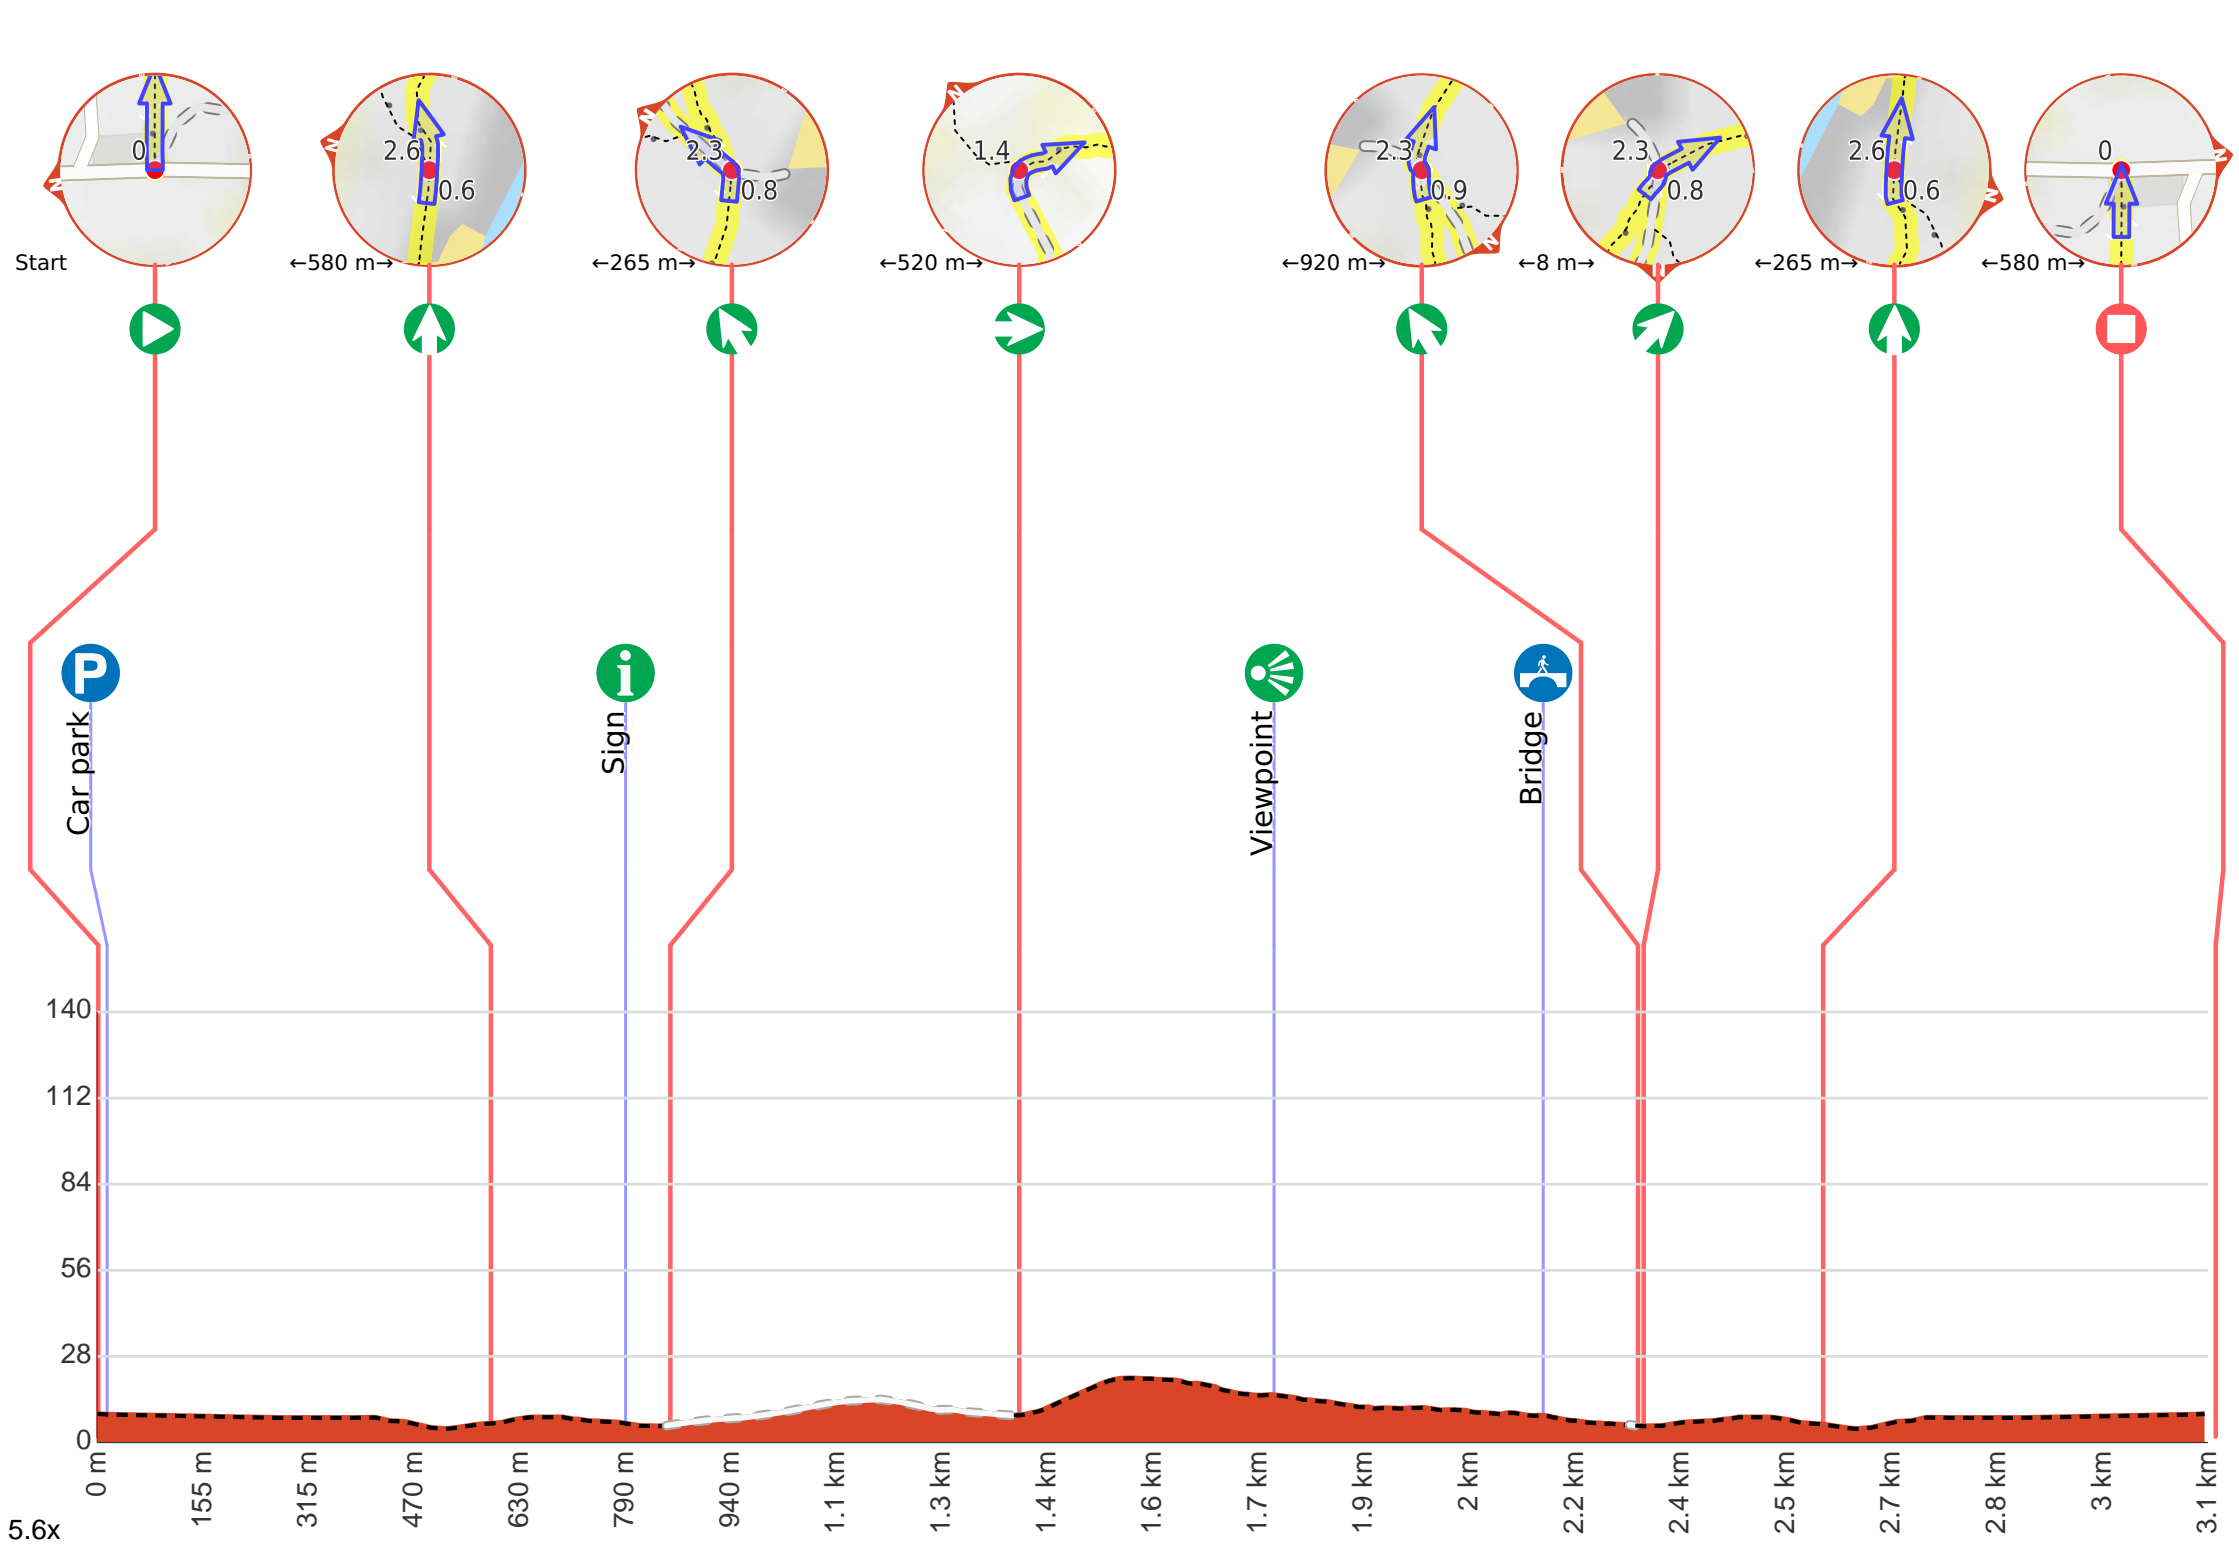 N
0
N
2.6
0.6
N
2.3
0.8
N
1.4
N
2.3
0.9
2.3
0.8
N
2.6
0.6
N
0
Start
←580 m→
←265 m→
←520 m→
←920 m→
←8 m→
←265 m→
←580 m→
P
Car park
i
Sign
Viewpoint
Bridge
140
112
84
56
28
0
0 m
155 m
315 m
470 m
630 m
790 m
940 m
1.1 km
1.3 km
1.4 km
1.6 km
1.7 km
1.9 km
2 km
2.2 km
2.4 km
2.5 km
2.7 km
2.8 km
3 km
3.1 km
5.6x